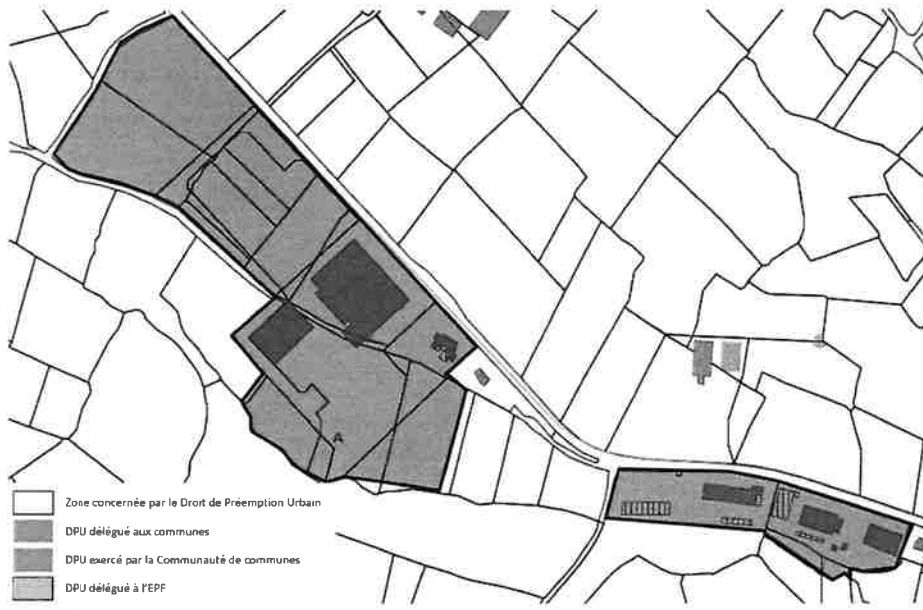 A
Zone concernée par le Droit de Préemption Urbain
DPU délégué aux communes
DPU exercé par la Communauté de communes
DPU délégué à l'EPF